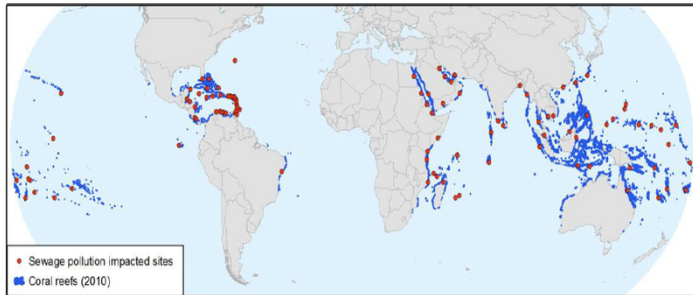 Sewage pollution impacted sites
Coral reefs (2010)